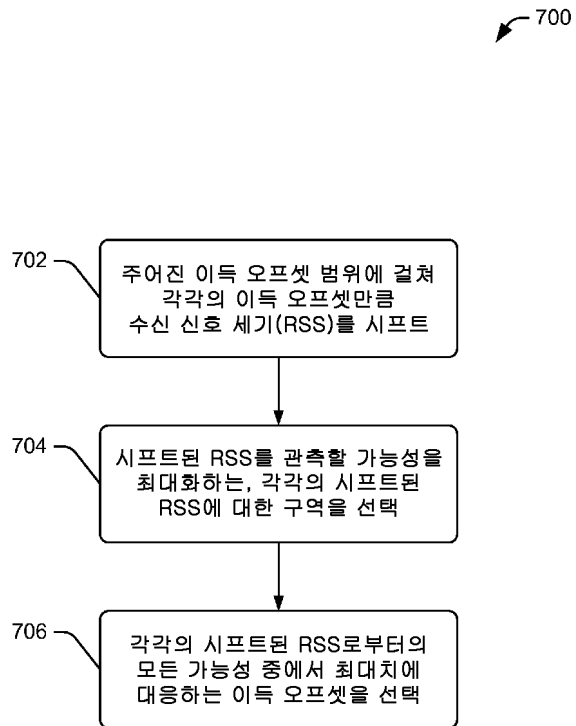 700
702
주어진 이득 오프셋 범위에 걸쳐
각각의 이득 오프셋만큼
수신 신호 세기(RSS)를 시프트
704
시프트된 RSS를 관측할 가능성을
최대화하는, 각각의 시프트된
RSS에 대한 구역을 선택
706
각각의 시프트된 RSS로부터의
모든 가능성 중에서 최대치에
대응하는 이득 오프셋을 선택